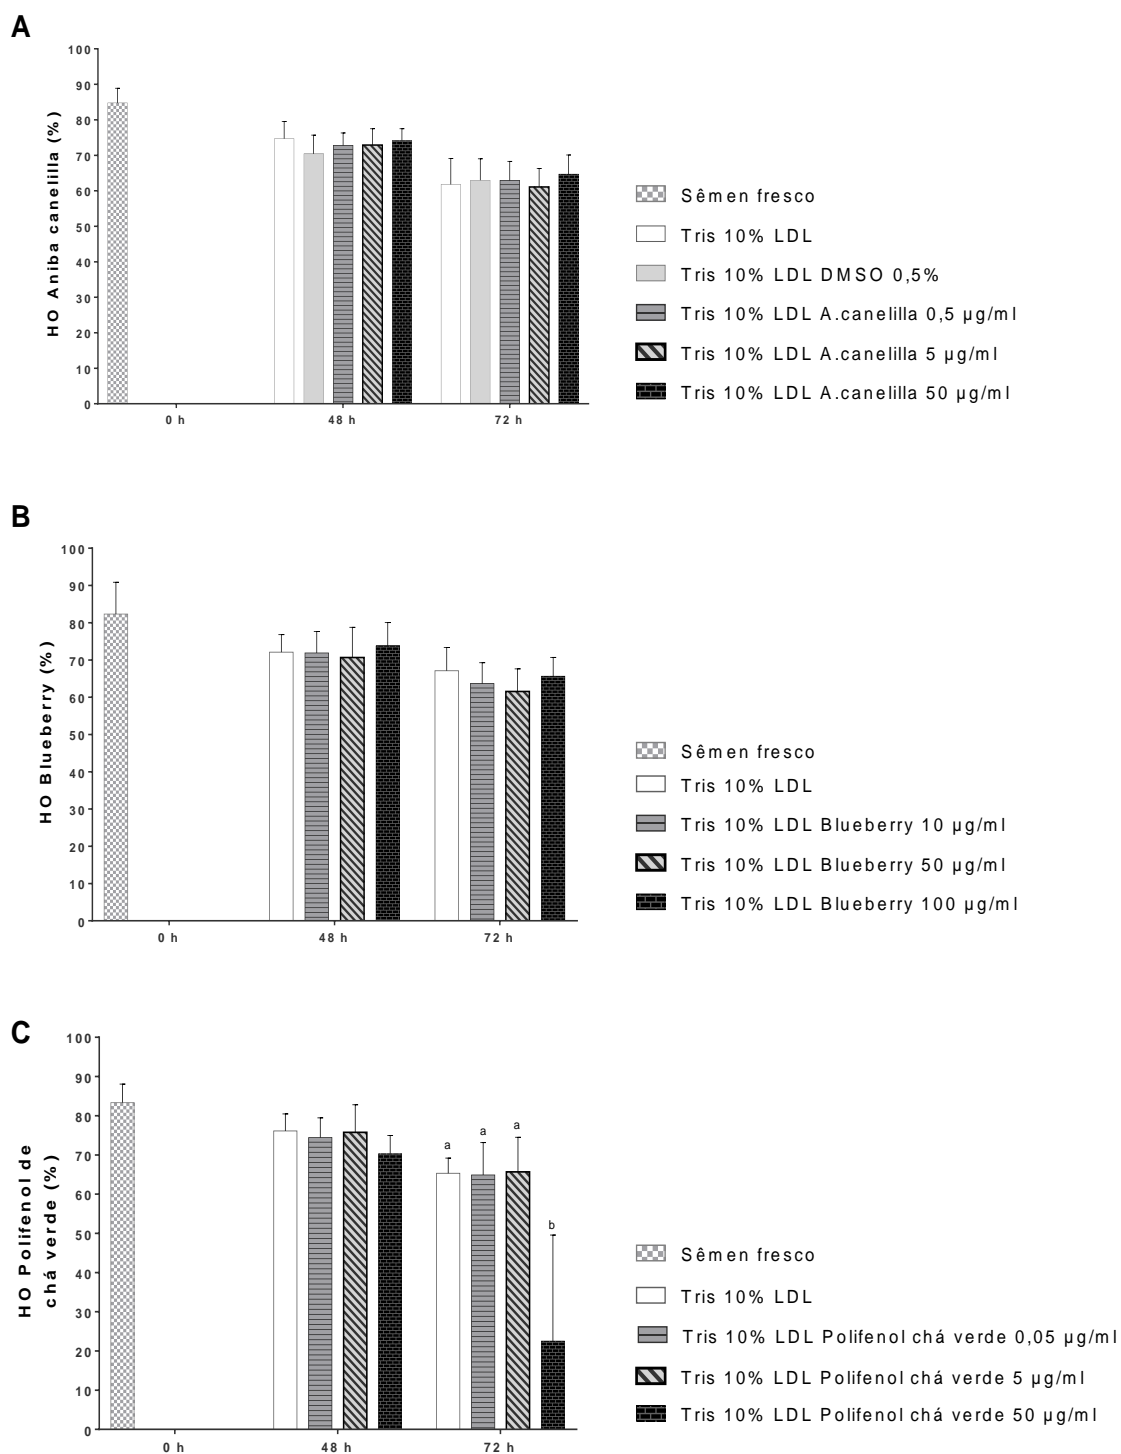 A
HO Aniba canelilla (%)
100
90
80
70
60
50
40
30
20
10
0
0 h
48 h
72 h
Sêmen fresco
Tris 10% LDL
Tris 10% LDL DMSO 0,5%
Tris 10% LDL A.canelilla 0,5 µg/ml
Tris 10% LDL A.canelilla 5 µg/ml
Tris 10% LDL A.canelilla 50 µg/ml
B
HO Blueberry (%)
100
90
80
70
60
50
40
30
20
10
0
0 h
48 h
72 h
Sêmen fresco
Tris 10% LDL
Tris 10% LDL Blueberry 10 µg/ml
Tris 10% LDL Blueberry 50 µg/ml
Tris 10% LDL Blueberry 100 µg/ml
C
HO Polifenol de
chá verde (%)
100
90
80
70
60
50
40
30
20
10
0
a
a
a
b
0 h
48 h
72 h
Sêmen fresco
Tris 10% LDL
Tris 10% LDL Polifenol chá verde 0,05 µg/ml
Tris 10% LDL Polifenol chá verde 5 µg/ml
Tris 10% LDL Polifenol chá verde 50 µg/ml